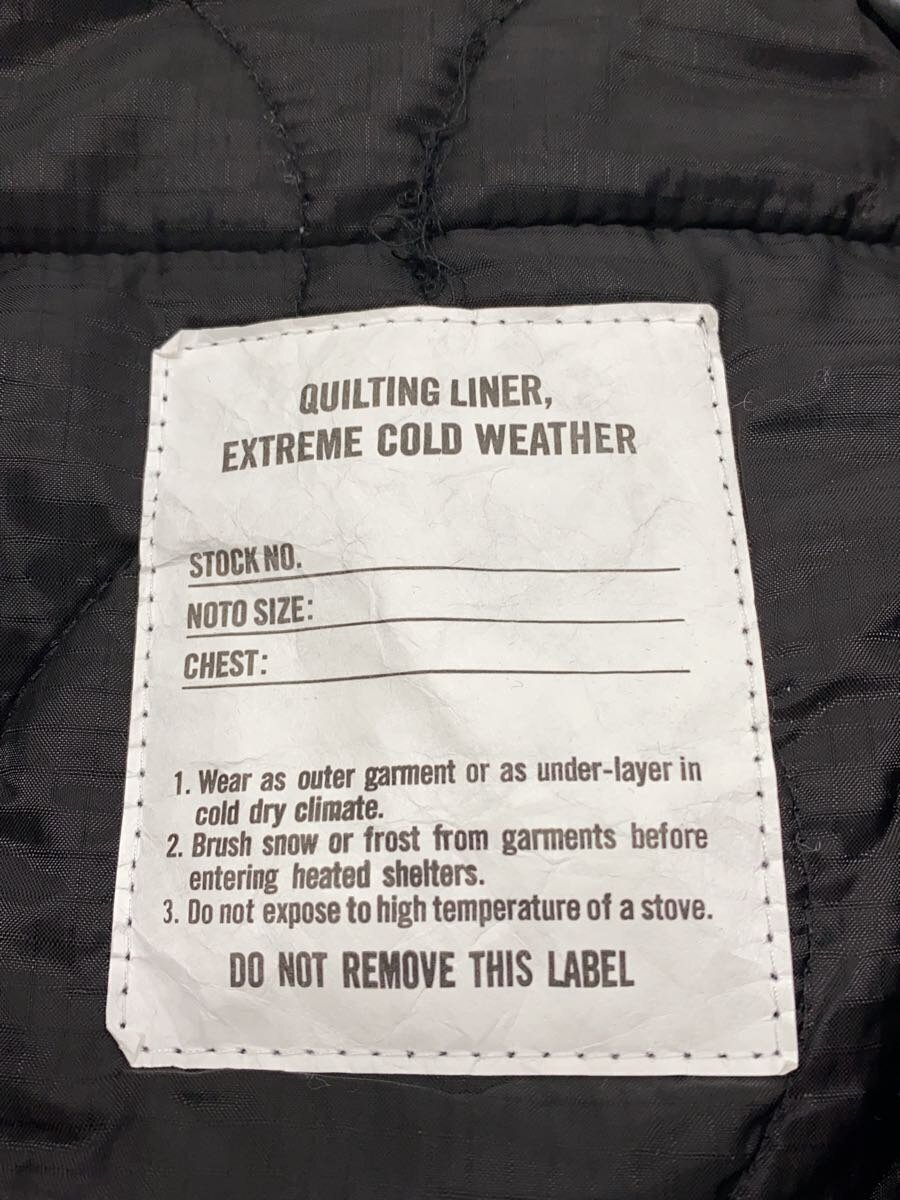 QUILTING LINER,
EXTREME COLD WEATHER
STOCK NO.
NOTO SIZE:
CHEST:
1. Wear as outer garment or as under-layer in
cold dry climate.
2. Brush snow or frost from garments before
entering heated shelters.
3. Do not expose to high temperature of a stove.
DO NOT REMOVE THIS LABEL